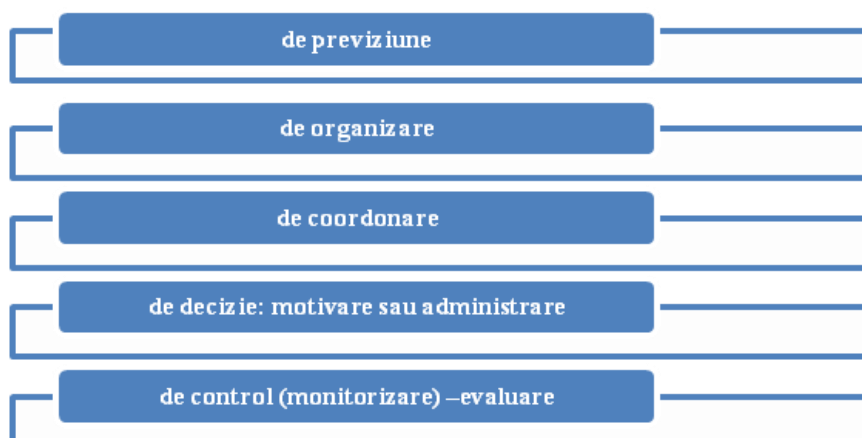 de previziune
de organizare
de coordonare
de decizie: motivare sau administrare
de control (monitorizare) –evaluare